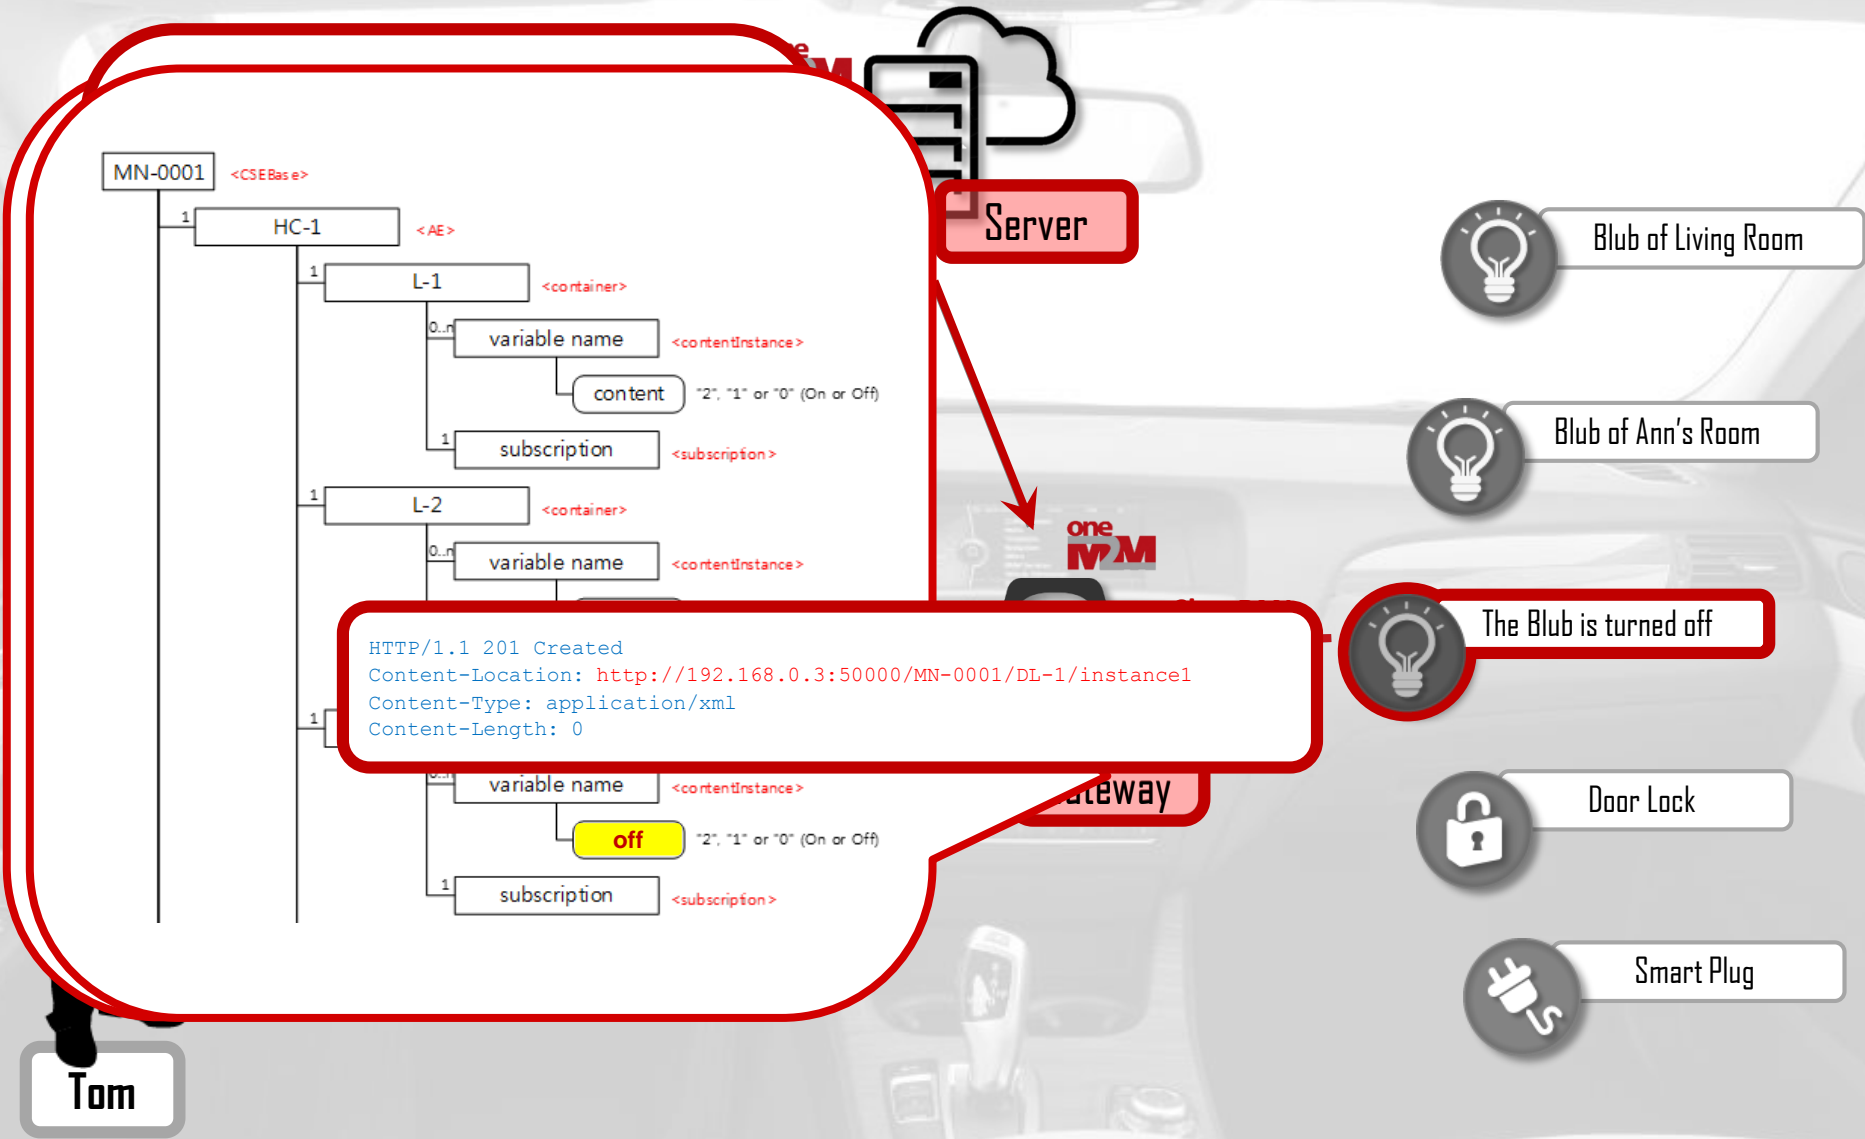 one
M2M
MN-0001 <CSEBase>
1
HC-1 <AE>
1
L-1 <container>
0..n
variable name <contentInstance>
content "2", "1" or "0" (On or Off)
1
subscription <subscription>
1
L-2 <container>
0..n
variable name <contentInstance>
HTTP/1.1 201 Created
Content-Location: http://192.168.0.3:50000/MN-0001/DL-1/instance1
Content-Type: application/xml
Content-Length: 0
1
variable name <contentInstance>
off "2", "1" or "0" (On or Off)
1
subscription <subscription>
Server
one
M2M
Gateway
Blub of Living Room
Blub of Ann's Room
The Blub is turned off
Door Lock
Smart Plug
Tom